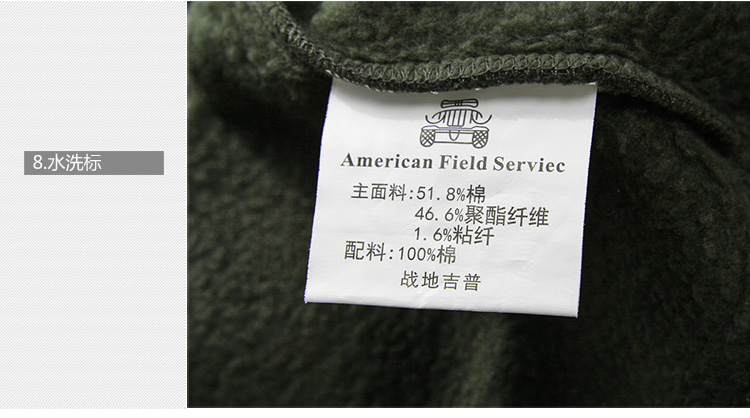 8.水洗标
American Field Serviec
主面料:51.8%棉
46.6%聚酯纤维
1.6%粘纤
配料:100%棉
战地吉普